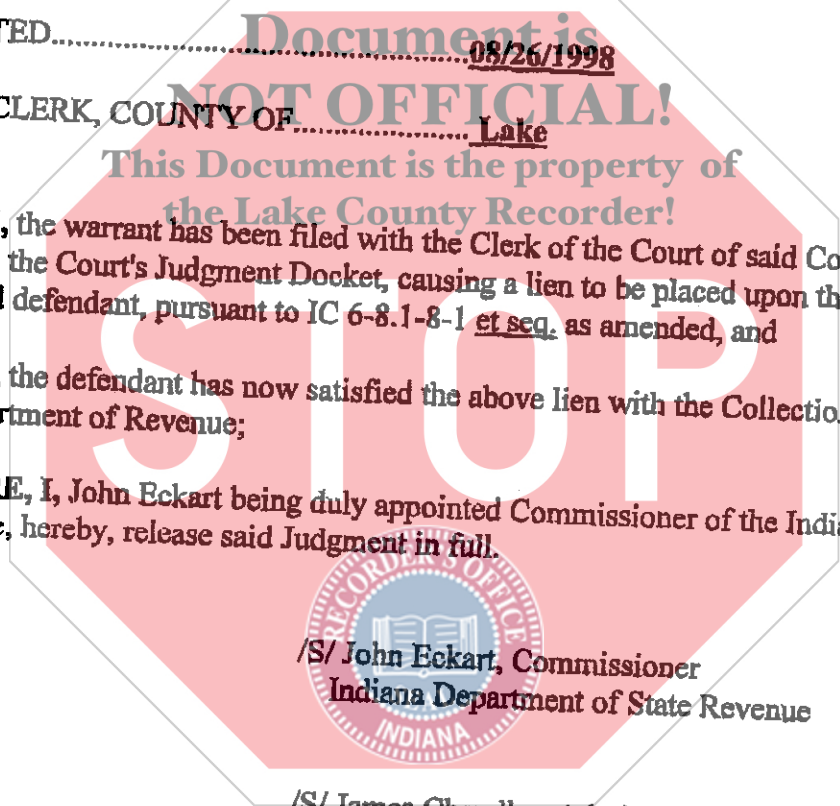 TED.......................................................08/26/1998
Document is
NOT OFFICIAL!
CLERK, COUNTY OF........................ Lake
This Document is the property of
the Lake County Recorder!
, the warrant has been filed with the Clerk of the Court of said Co
the Court's Judgment Docket, causing a lien to be placed upon th
defendant, pursuant to IC 6-8.1-8-1 et seq. as amended, and
STOP
the defendant has now satisfied the above lien with the Collectio
rtment of Revenue;
E, I, John Eckart being duly appointed Commissioner of the India
, hereby, release said Judgment in full.
RECORDER'S OFFICE
/S/ John Eckart, Commissioner
Indiana Department of State Revenue
INDIANA
/S/ James